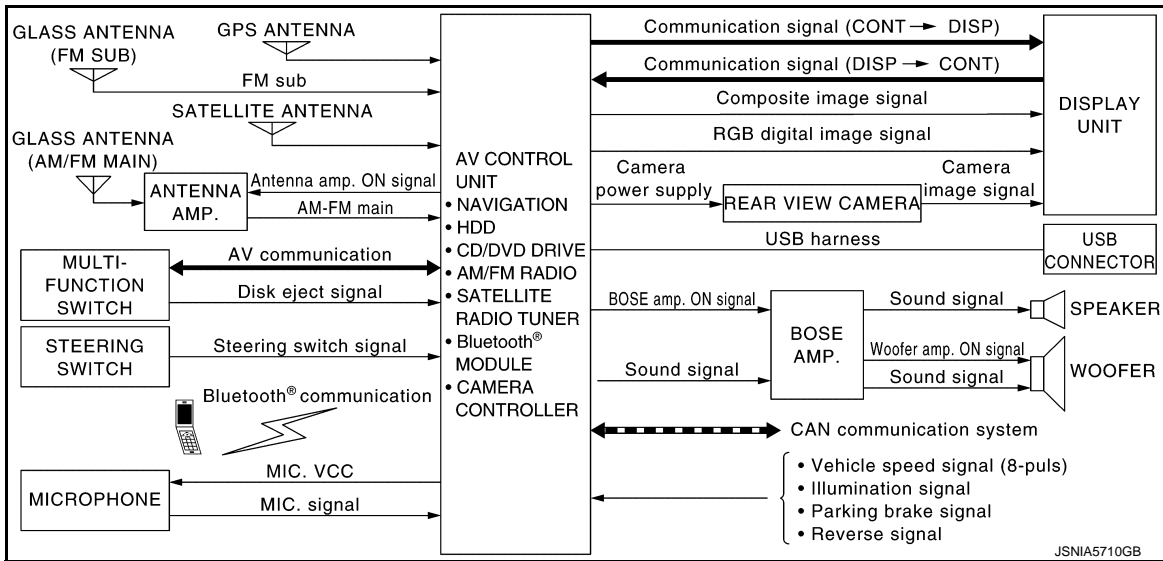 GLASS ANTENNA
(FM SUB)
GPS ANTENNA
FM sub
SATELLITE ANTENNA
GLASS ANTENNA
(AM/FM MAIN)
ANTENNA
AMP.
Antenna amp. ON signal
AM-FM main
MULTI-
FUNCTION
SWITCH
AV communication
Disk eject signal
STEERING
SWITCH
Steering switch signal
Bluetooth® communication
MICROPHONE
MIC. VCC
MIC. signal
AV CONTROL
UNIT
• NAVIGATION
• HDD
• CD/DVD DRIVE
• AM/FM RADIO
• SATELLITE
RADIO TUNER
• Bluetooth®
MODULE
• CAMERA
CONTROLLER
Communication signal (CONT → DISP)
Communication signal (DISP → CONT)
Composite image signal
RGB digital image signal
Camera
power supply
REAR VIEW CAMERA
Camera
image signal
DISPLAY
UNIT
USB harness
USB
CONNECTOR
BOSE amp. ON signal
Sound signal
BOSE
AMP.
Sound signal
SPEAKER
Woofer amp. ON signal
Sound signal
WOOFER
CAN communication system
• Vehicle speed signal (8-puls)
• Illumination signal
• Parking brake signal
• Reverse signal
JSNIA5710GB